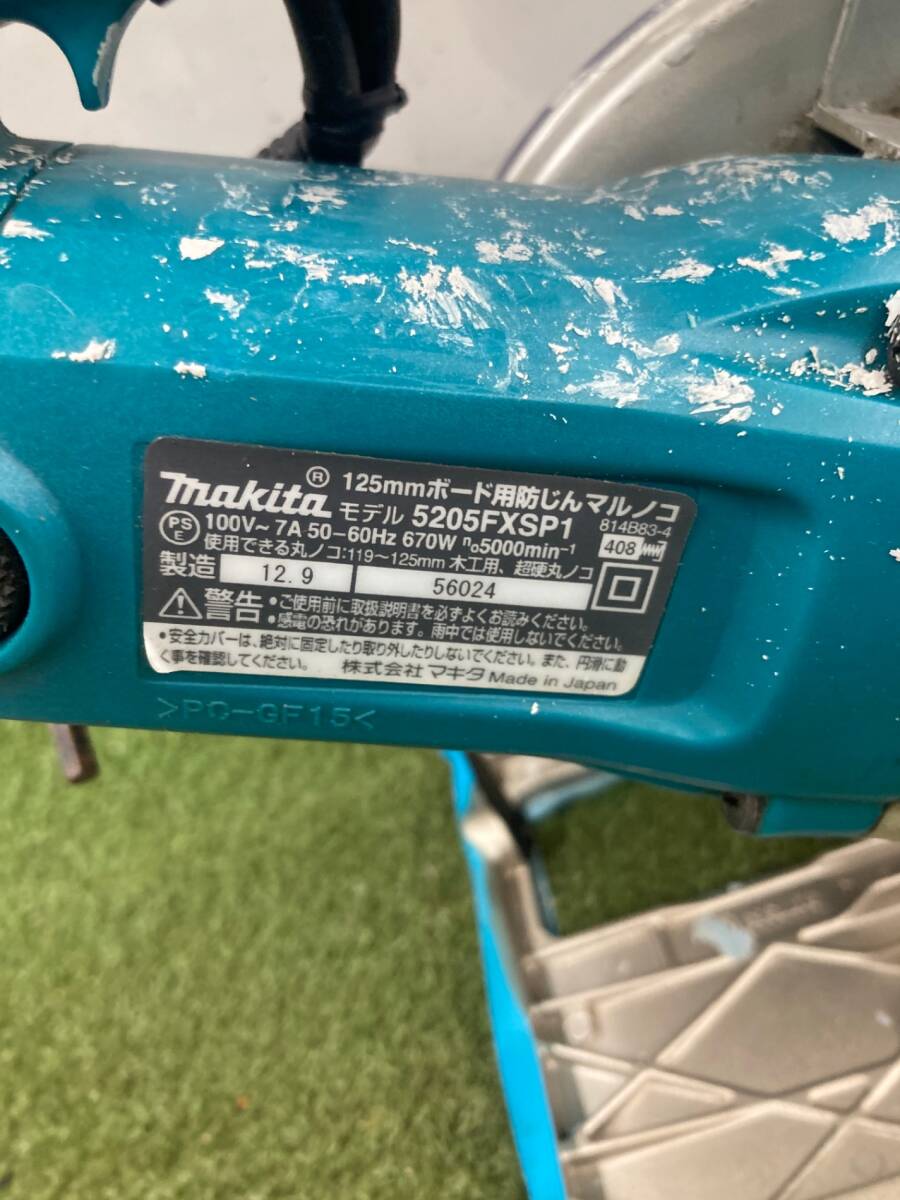 makita® 125mmボード用防じんマルノコ
モデル 5205FXSP1 814B83-4
PSE 100V~ 7A 50-60Hz 670W n₀5000min⁻¹ 408
使用できる丸ノコ:119~125mm 木工用、超硬丸ノコ
製造 12.9 56024
警告 •ご使用前に取扱説明書を必ずよくお読みください。
•感電の恐れがあります。雨中では使用しないでください。
•安全カバーは、絶対に固定したり取り外したりしないでください。また、円滑に動
く事を確認してください。 株式会社 マキタ Made in Japan
>PC-GF15<